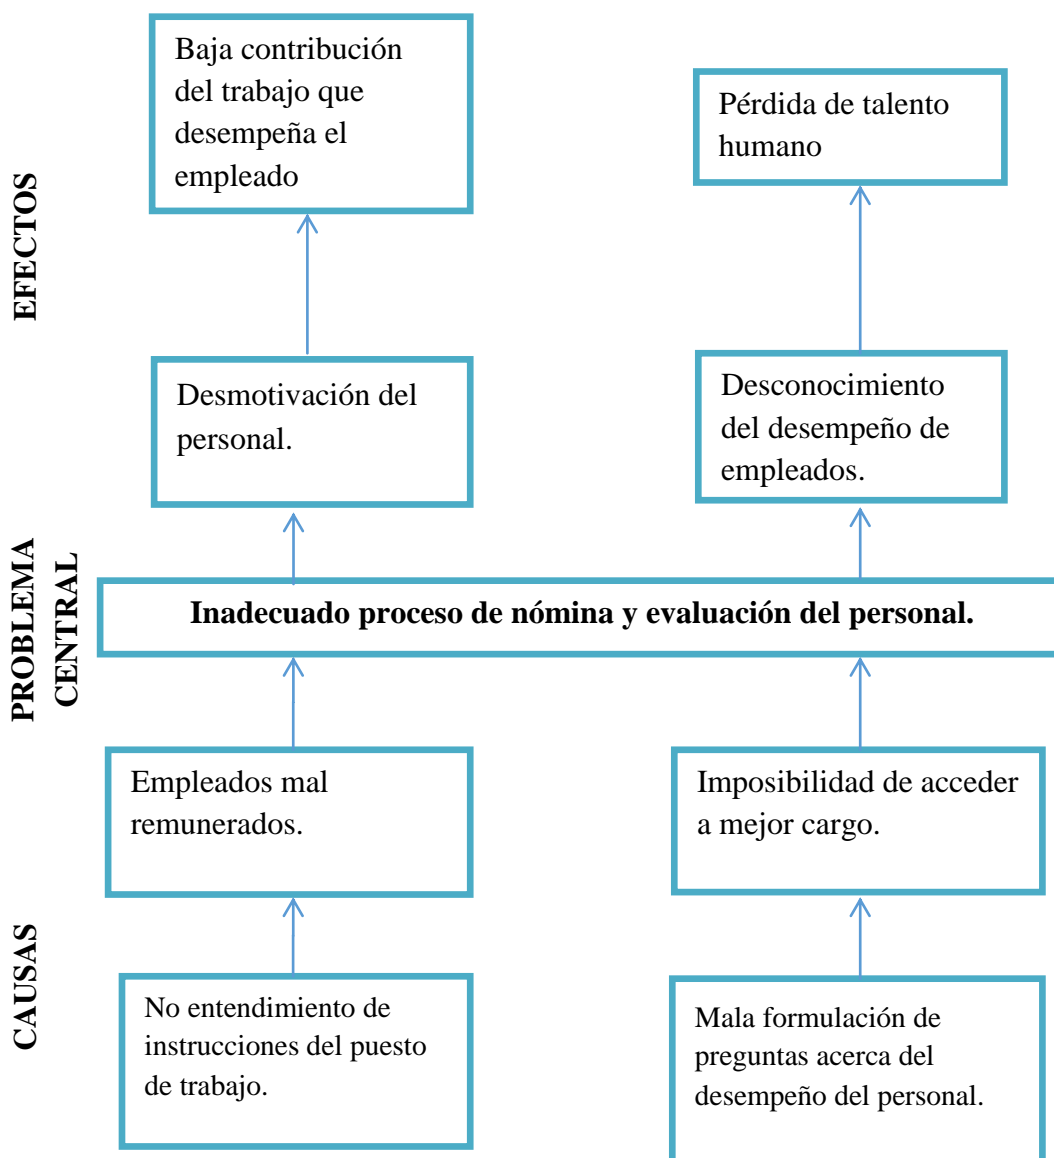 EFECTOS
Baja contribución
del trabajo que
desempeña el
empleado
Pérdida de talento
humano
Desmotivación del
personal.
Desconocimiento
del desempeño de
empleados.
PROBLEMA
CENTRAL
Inadecuado proceso de nómina y evaluación del personal.
CAUSAS
Empleados mal
remunerados.
Imposibilidad de acceder
a mejor cargo.
No entendimiento de
instrucciones del puesto
de trabajo.
Mala formulación de
preguntas acerca del
desempeño del personal.